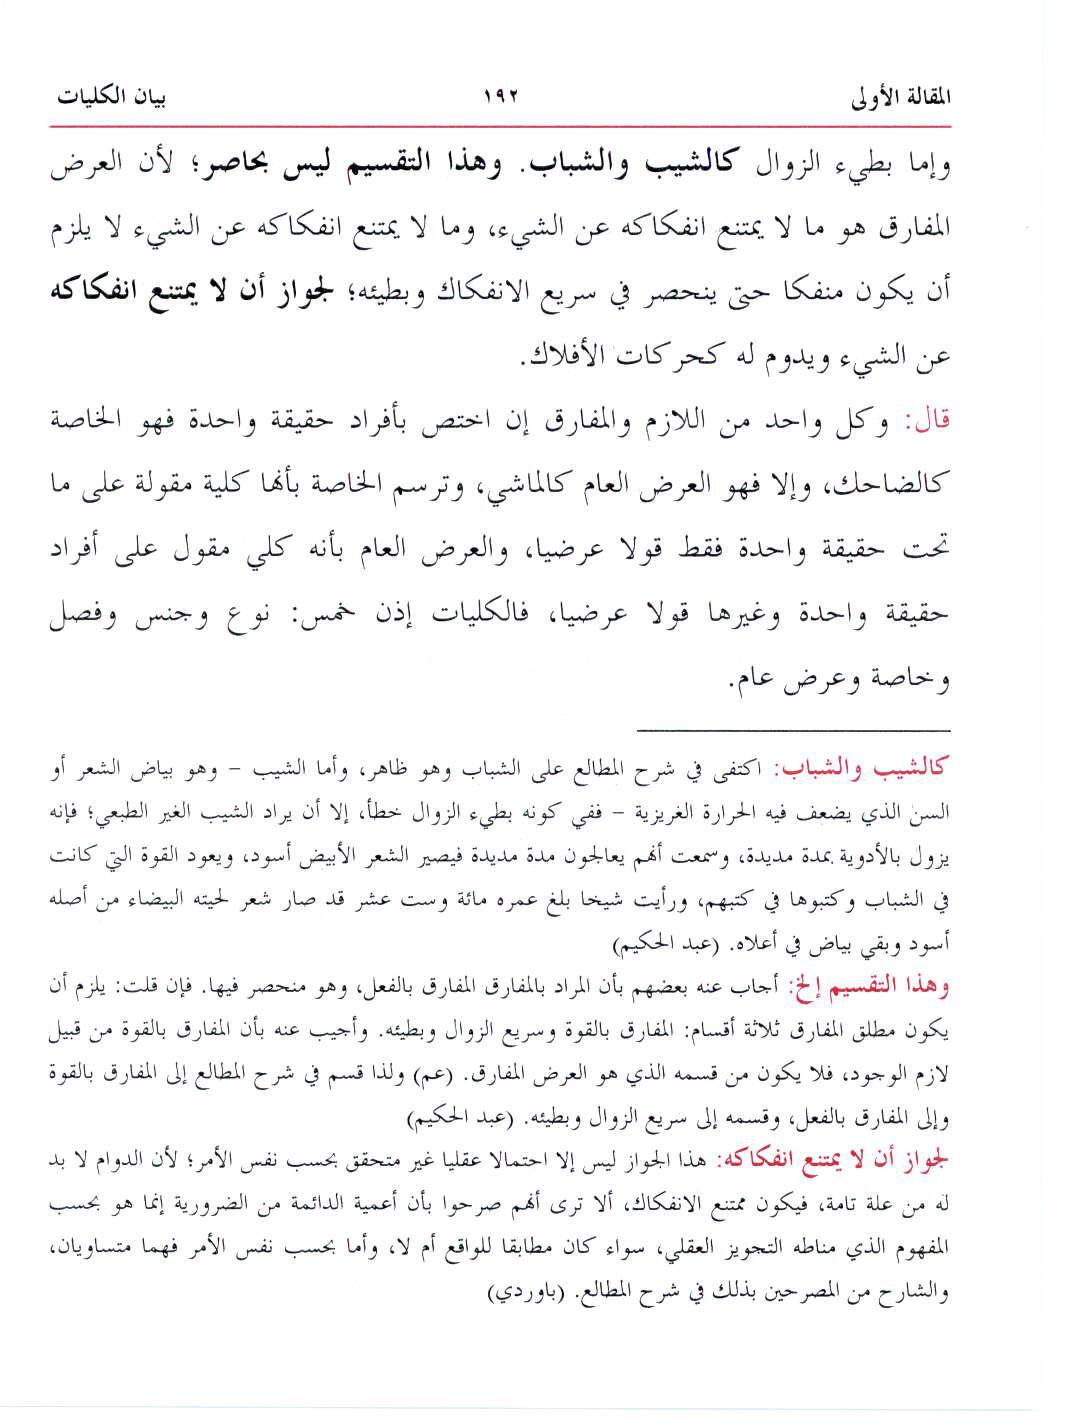 المقالة الأولى ١٩٢ بيان الكليات
وإما بطيء الزوال كالشيب والشباب. وهذا التقسيم ليس بحاصر؛ لأن العرض
المفارق هو ما لا يمتنع انفكاكه عن الشيء، وما لا يمتنع انفكاكه عن الشيء لا يلزم
أن يكون منفكا حتى ينحصر في سريع الانفكاك وبطيئه؛ لجواز أن لا يمتنع انفكاكه
عن الشيء ويدوم له كحركات الأفلاك.
قال: وكل واحد من اللازم والمفارق إن اختص بأفراد حقيقة واحدة فهو الخاصة
كالضاحك، وإلا فهو العرض العام كالماشي، وترسم الخاصة بأنها كلية مقولة على ما
تحت حقيقة واحدة فقط قولا عرضيا، والعرض العام بأنه كلي مقول على أفراد
حقيقة واحدة وغيرها قولا عرضيا، فالكليات إذن خمس: نوع وجنس وفصل
وخاصة وعرض عام.
كالشيب والشباب: اكتفى في شرح المطالع على الشباب وهو ظاهر، وأما الشيب – وهو بياض الشعر أو
السن الذي يضعف فيه الحرارة الغريزية – ففي كونه بطيء الزوال خطأ، إلا أن يراد الشيب الغير الطبعي؛ فإنه
يزول بالأدوية بمدة مديدة، وسمعت أنهم يعالجون مدة مديدة فيصير الشعر الأبيض أسود، ويعود القوة التي كانت
في الشباب وكتبوها في كتبهم، ورأيت شيخا بلغ عمره مائة وست عشر قد صار شعر لحيته البيضاء من أصله
أسود وبقي بياض في أعلاه. (عبد الحكيم)
وهذا التقسيم إلخ: أجاب عنه بعضهم بأن المراد بالمفارق المفارق بالفعل، وهو منحصر فيها. فإن قلت: يلزم أن
يكون مطلق المفارق ثلاثة أقسام: المفارق بالقوة وسريع الزوال وبطيئه. وأجيب عنه بأن المفارق بالقوة من قبيل
لازم الوجود، فلا يكون من قسمه الذي هو العرض المفارق. (عم) ولذا قسم في شرح المطالع إلى المفارق بالقوة
وإلى المفارق بالفعل، وقسمه إلى سريع الزوال وبطيئه. (عبد الحكيم)
لجواز أن لا يمتنع انفكاكه: هذا الجواز ليس إلا احتمالا عقليا غير متحقق بحسب نفس الأمر؛ لأن الدوام لا بد
له من علة تامة، فيكون ممتنع الانفكاك، ألا ترى أنهم صرحوا بأن أعمية الدائمة من الضرورية إنما هو بحسب
المفهوم الذي مناطه التجويز العقلي، سواء كان مطابقا للواقع أم لا، وأما بحسب نفس الأمر فهما متساويان،
والشارح من المصرحين بذلك في شرح المطالع. (باوردي)